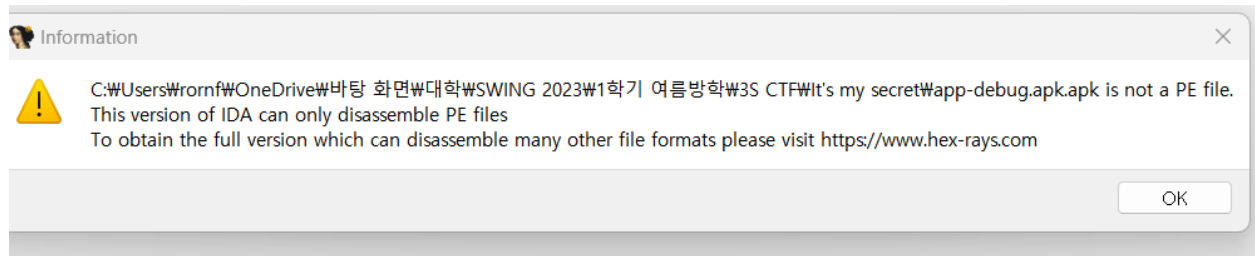 Information
C:₩Users₩rornf₩OneDrive₩바탕 화면₩대학₩SWING 2023₩1학기 여름방학₩3S CTF₩It's my secret₩app-debug.apk.apk is not a PE file.
This version of IDA can only disassemble PE files
To obtain the full version which can disassemble many other file formats please visit https://www.hex-rays.com
OK